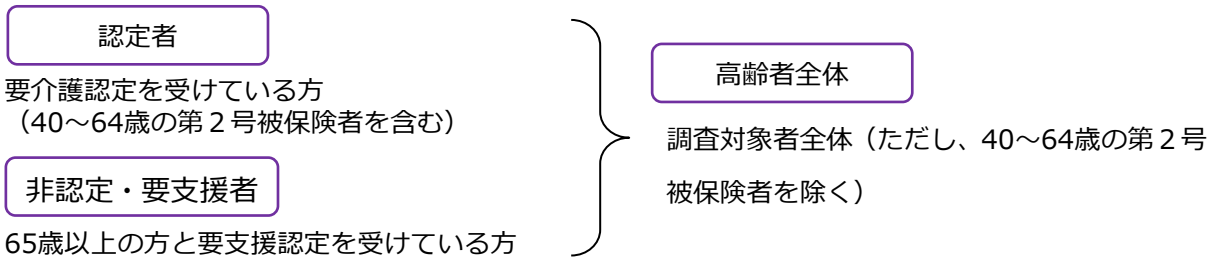 認定者
要介護認定を受けている方
（40～64歳の第２号被保険者を含む）
非認定・要支援者
65歳以上の方と要支援認定を受けている方
高齢者全体
調査対象者全体（ただし、40～64歳の第２号
被保険者を除く）